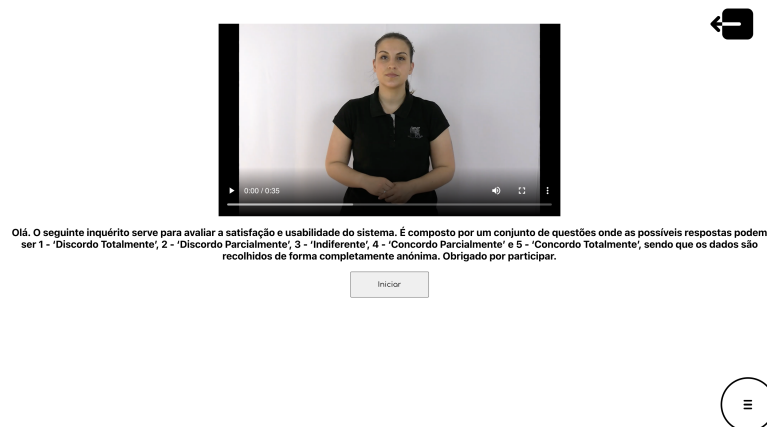 0:00 / 0:35
Olá. O seguinte inquérito serve para avaliar a satisfação e usabilidade do sistema. É composto por um conjunto de questões onde as possíveis respostas podem
ser 1 - ‘Discordo Totalmente’, 2 - ‘Discordo Parcialmente’, 3 - ‘Indiferente’, 4 - ‘Concordo Parcialmente’ e 5 - ‘Concordo Totalmente’, sendo que os dados são
recolhidos de forma completamente anónima. Obrigado por participar.
Iniciar